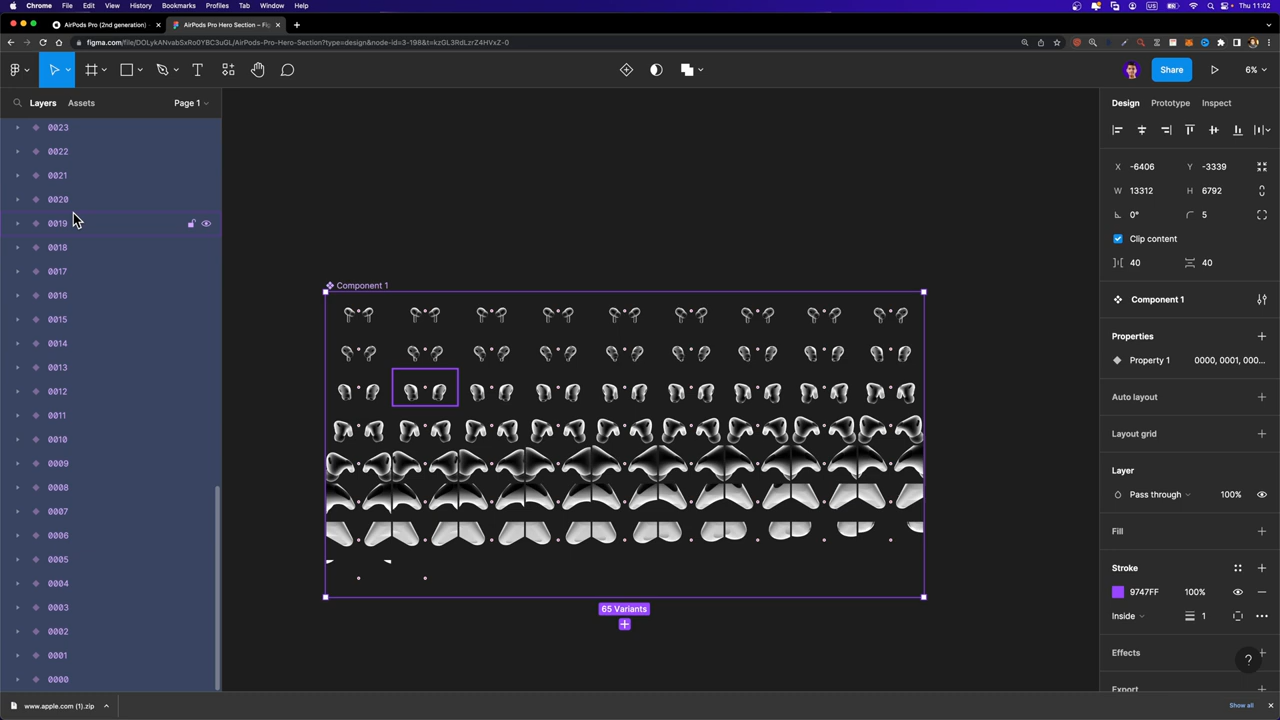 Chrome File Edit View History Bookmarks Profiles Tab Window Help Thu 11:02
AirPods Pro (2nd generation) × AirPods Pro Hero Section – Fig × +
figma.com/file/DOLykANvabSxRo0YBC3uGL/AirPods-Pro-Hero-Section?type=design&node-id=3-198&t=kzGL3RdLzrZ4HVxZ-0
Share 6%
Layers Assets Page 1
Design Prototype Inspect
0023
0022
0021
0020
0019
0018
0017
0016
0015
0014
0013
0012
0011
0010
0009
0008
0007
0006
0005
0004
0003
0002
0001
0000
Component 1
65 Variants
X -6406 Y -3339
W 13312 H 6792
0° 5
Clip content
40 40
Component 1
Properties
Property 1 0000, 0001, 000...
Auto layout
Layout grid
Layer
Pass through 100%
Fill
Stroke
9747FF 100%
Inside 1
Effects
Export
?
www.apple.com (1).zip
Show all